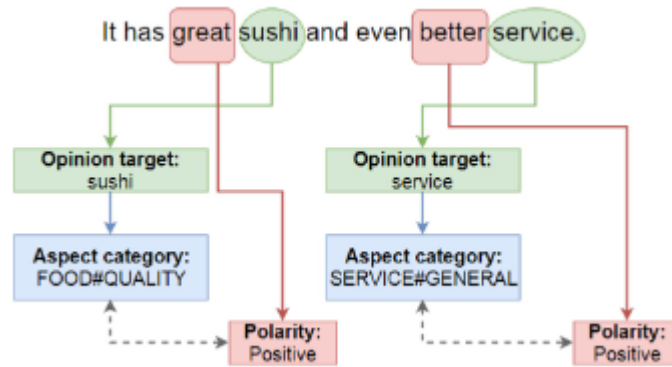 It has great sushi and even better service.
Opinion target:
sushi
Opinion target:
service
Aspect category:
FOOD#QUALITY
Aspect category:
SERVICE#GENERAL
Polarity:
Positive
Polarity:
Positive